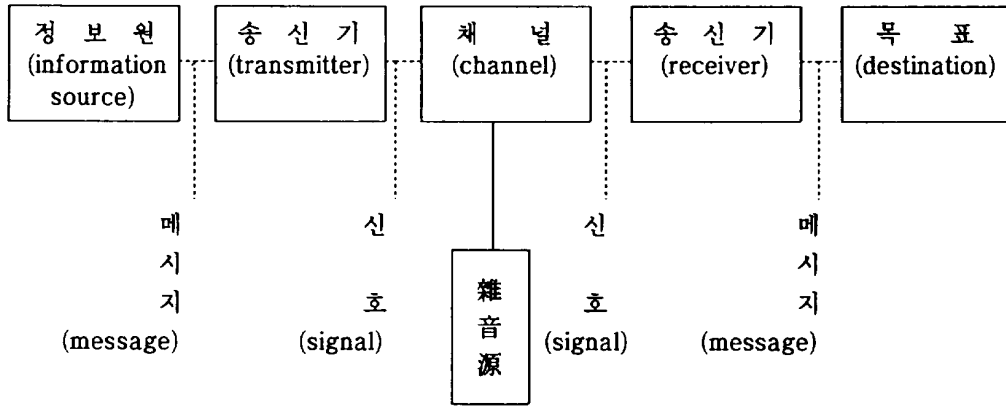 정 보 원
(information
source)
송 신 기
(transmitter)
채 널
(channel)
송 신 기
(receiver)
목 표
(destination)
메
시
지
(message)
신
호
(signal)
雜
音
源
신
호
(signal)
메
시
지
(message)